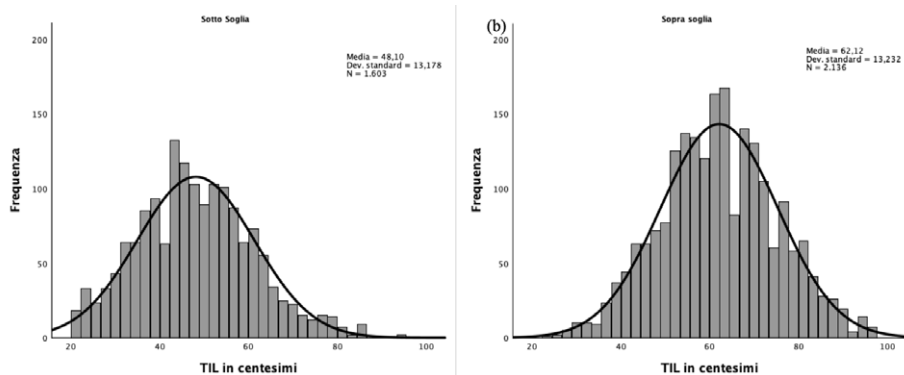 Sotto Soglia
200
150
100
50
0
Frequenza
Media = 48,10
Dev. standard = 13,178
N = 1.603
20 40 60 80 100
TIL in centesimi
(b)
Sopra soglia
200
150
100
50
0
Frequenza
Media = 62,12
Dev. standard = 13,232
N = 2.136
20 40 60 80 100
TIL in centesimi